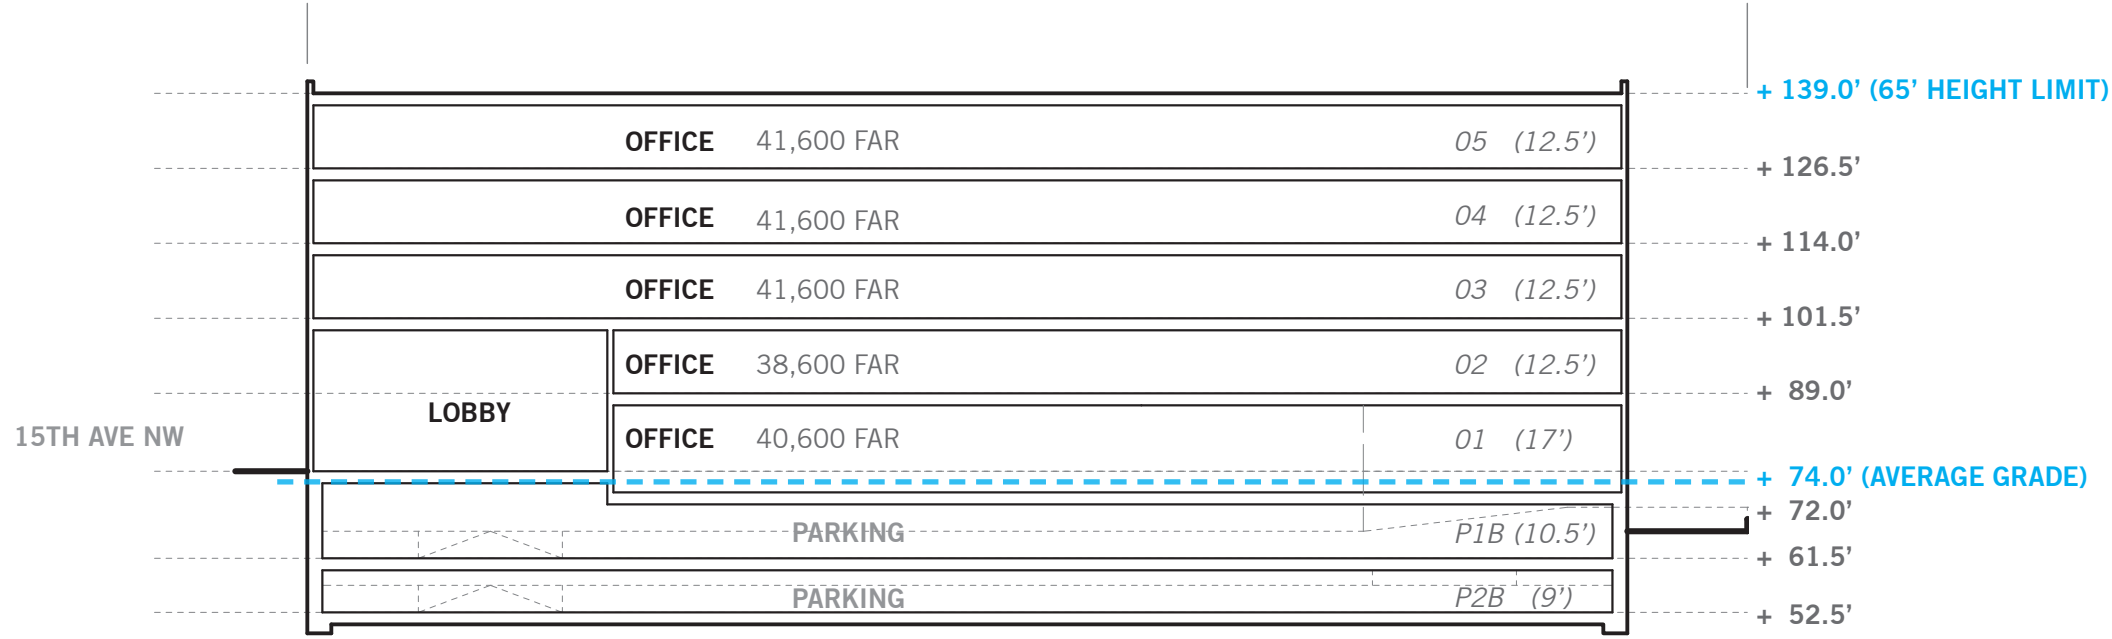 + 139.0’ (65’ HEIGHT LIMIT)
OFFICE 41,600 FAR 05 (12.5’)
+ 126.5’
OFFICE 41,600 FAR 04 (12.5’)
+ 114.0’
OFFICE 41,600 FAR 03 (12.5’)
+ 101.5’
OFFICE 38,600 FAR 02 (12.5’)
+ 89.0’
LOBBY
15TH AVE NW
OFFICE 40,600 FAR 01 (17’)
+ 74.0’ (AVERAGE GRADE)
+ 72.0’
PARKING P1B (10.5’)
+ 61.5’
PARKING P2B (9’)
+ 52.5’